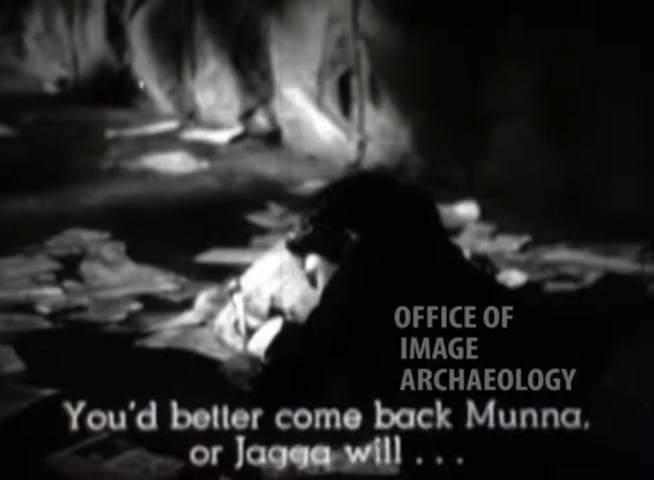 OFFICE OF
IMAGE
ARCHAEOLOGY
You'd better come back Munna,
or Jagga will . . .